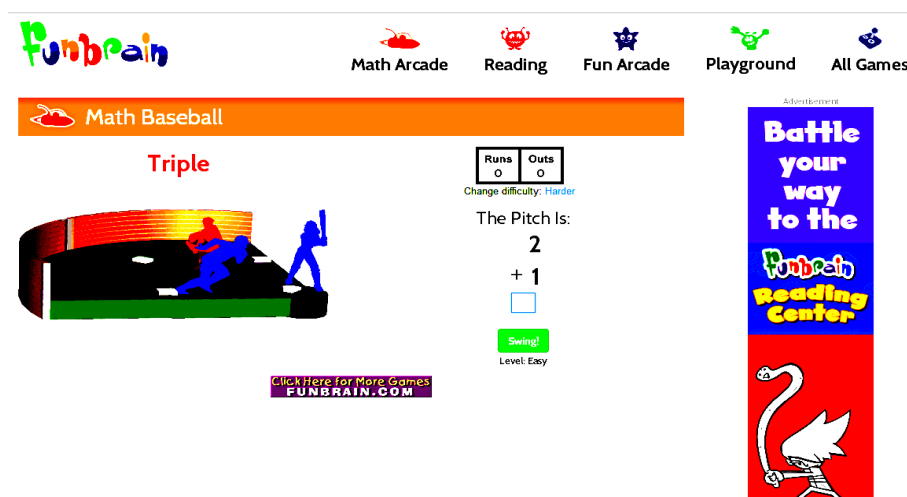 funbrain
Math Arcade
Reading
Fun Arcade
Playground
All Games
Math Baseball
Triple
Runs Outs
0 0
Change difficulty: Harder
The Pitch Is:
2
+ 1
Swing!
Level: Easy
Click Here for More Games
FUNBRAIN.COM
Advertisement
Battle
your
way
to the
funbrain
Reading
Center